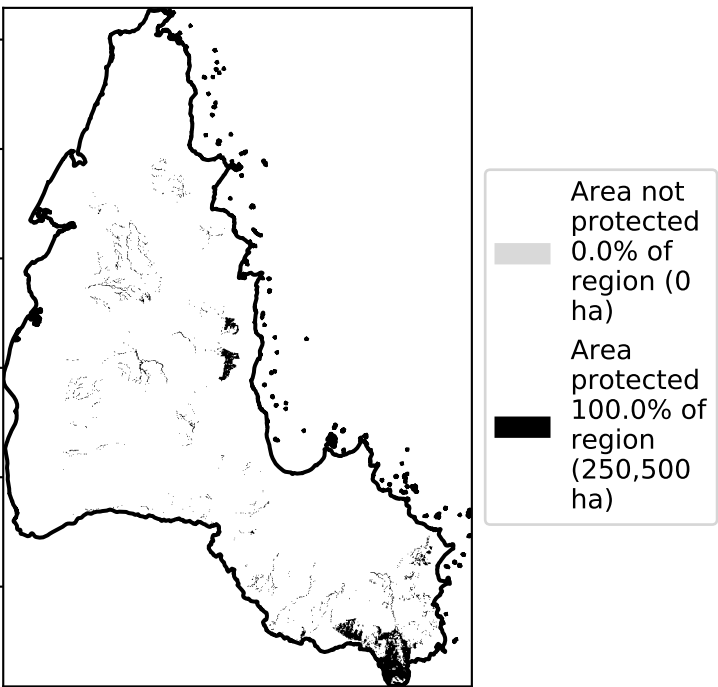 Area not
protected
0.0% of
region (0
ha)
Area
protected
100.0% of
region
(250,500
ha)